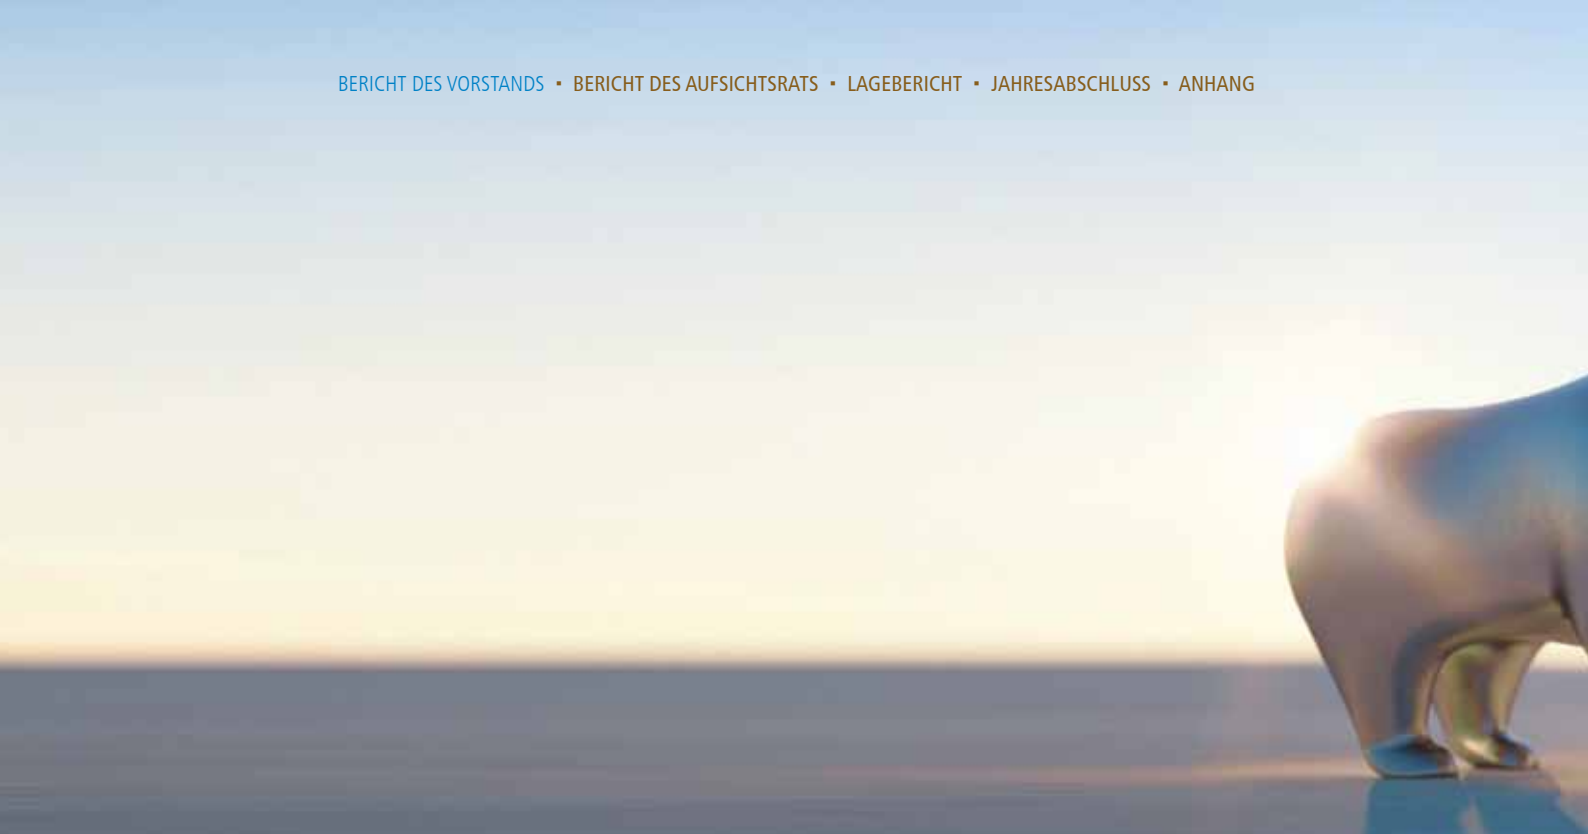 BERICHT DES VORSTANDS ▪ BERICHT DES AUFSICHTSRATS ▪ LAGEBERICHT ▪ JAHRESABSCHLUSS ▪ ANHANG